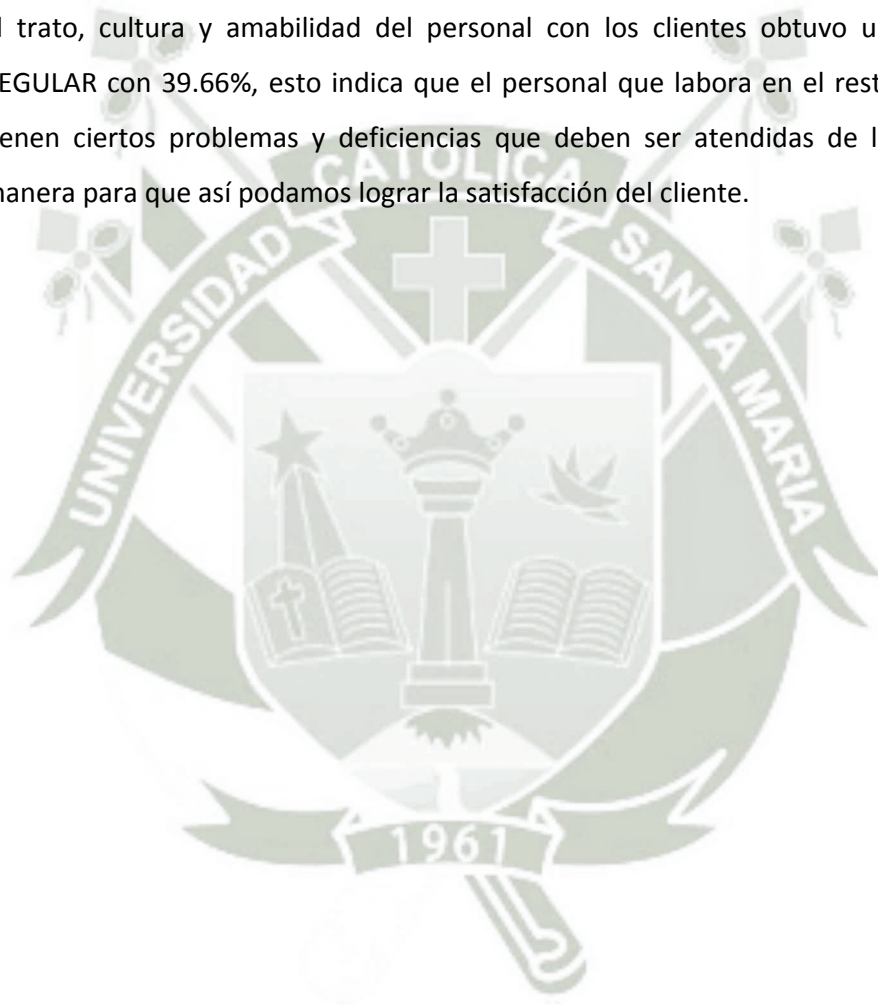 trato, cultura y amabilidad del personal con los clientes obtuvo
EGULAR con 39.66%, esto indica que el personal que labora en el rest
ienen ciertos problemas y deficiencias que deben ser atendidas de l
nanera para que así podamos lograr la satisfacción del cliente.
CATOLICA
UNIVERSIDAD
SANTA MARIA
1961